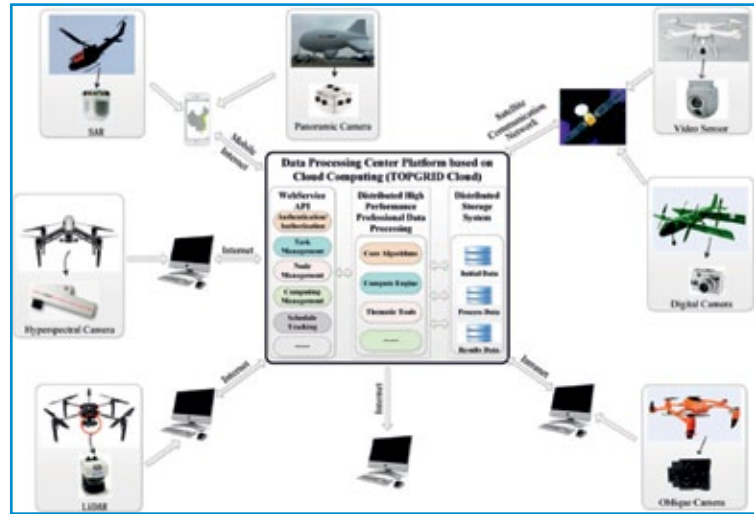 SAR
Panoramic Camera
Mobile
Internet
Satellite
Communication
Network
Video Sensor
Data Processing Center Platform based on
Cloud Computing (TOPGRID Cloud)
WebService
API
Authentication/
Authorization
Task
Management
Node
Management
Computing
Management
Schedule
Tracking
Distributed High
Performance
Professional Data
Processing
Core Algorithms
Compute Engine
Thematic Tools
Distributed
Storage
System
Initial Data
Process Data
Results Data
Internet
Hyperspectral Camera
Digital Camera
Internet
LiDAR
Internet
Intranet
Oblique Camera